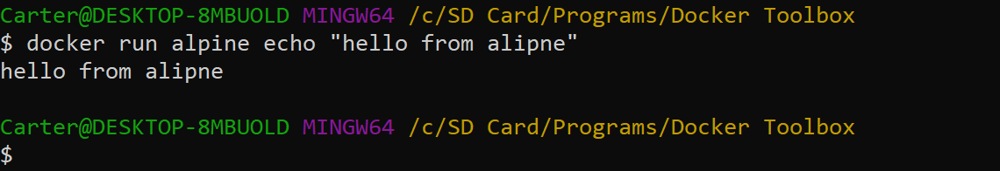 Carter@DESKTOP-8MBUOLD MINGW64 /c/SD Card/Programs/Docker Toolbox
$ docker run alpine echo "hello from alipne"
hello from alipne
Carter@DESKTOP-8MBUOLD MINGW64 /c/SD Card/Programs/Docker Toolbox
$